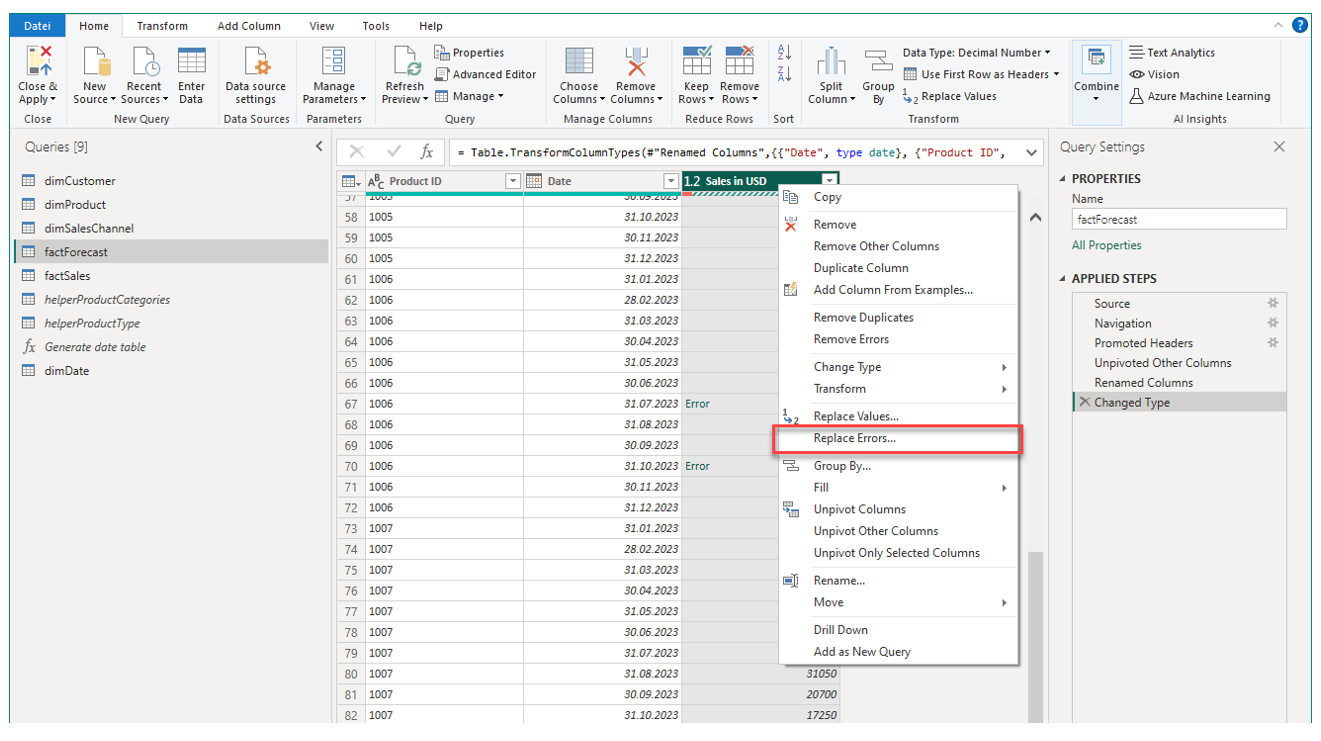 Datei Home Transform Add Column View Tools Help
Close & Apply
New Source
Recent Sources
Enter Data
Data source settings
Manage Parameters
Refresh Preview
Properties
Advanced Editor
Manage
Choose Columns
Remove Columns
Keep Rows
Remove Rows
Split Column
Group By
Data Type: Decimal Number
Use First Row as Headers
Replace Values
Combine
Text Analytics
Vision
Azure Machine Learning
Close New Query Data Sources Parameters Query Manage Columns Reduce Rows Sort Transform AI Insights
Queries [9]
dimCustomer
dimProduct
dimSalesChannel
factForecast
factSales
helperProductCategories
helperProductType
fx Generate date table
dimDate
fx = Table.TransformColumnTypes(#"Renamed Columns",{{"Date", type date}, {"Product ID",
ABC Product ID Date 1.2 Sales in USD
57 1005 30.09.2023
58 1005 31.10.2023
59 1005 30.11.2023
60 1005 31.12.2023
61 1006 31.01.2023
62 1006 28.02.2023
63 1006 31.03.2023
64 1006 30.04.2023
65 1006 31.05.2023
66 1006 30.06.2023
67 1006 31.07.2023 Error
68 1006 31.08.2023
69 1006 30.09.2023
70 1006 31.10.2023 Error
71 1006 30.11.2023
72 1006 31.12.2023
73 1007 31.01.2023
74 1007 28.02.2023
75 1007 31.03.2023
76 1007 30.04.2023
77 1007 31.05.2023
78 1007 30.06.2023
79 1007 31.07.2023
80 1007 31.08.2023 31050
81 1007 30.09.2023 20700
82 1007 31.10.2023 17250
Copy
Remove
Remove Other Columns
Duplicate Column
Add Column From Examples...
Remove Duplicates
Remove Errors
Change Type
Transform
Replace Values...
Replace Errors...
Group By...
Fill
Unpivot Columns
Unpivot Other Columns
Unpivot Only Selected Columns
Rename...
Move
Drill Down
Add as New Query
Query Settings
PROPERTIES
Name
factForecast
All Properties
APPLIED STEPS
Source
Navigation
Promoted Headers
Unpivoted Other Columns
Renamed Columns
Changed Type